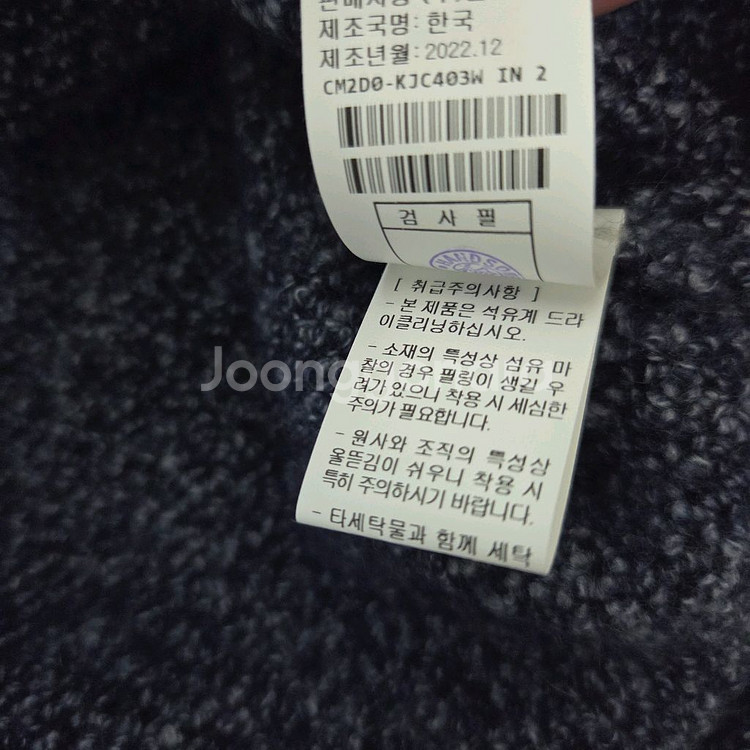 제조국명: 한국
제조년월: 2022.12
CM2D0-KJC403W IN 2
검 사 필
[ 취급주의사항 ]
- 본 제품은 석유계 드라
이클리닝하십시오.
- 소재의 특성상 섬유 마
찰의 경우 필링이 생길 우
려가 있으니 착용 시 세심한
주의가 필요합니다.
- 원사와 조직의 특성상
올뜯김이 쉬우니 착용 시
특히 주의하시기 바랍니다.
- 타세탁물과 함께 세탁
Joong